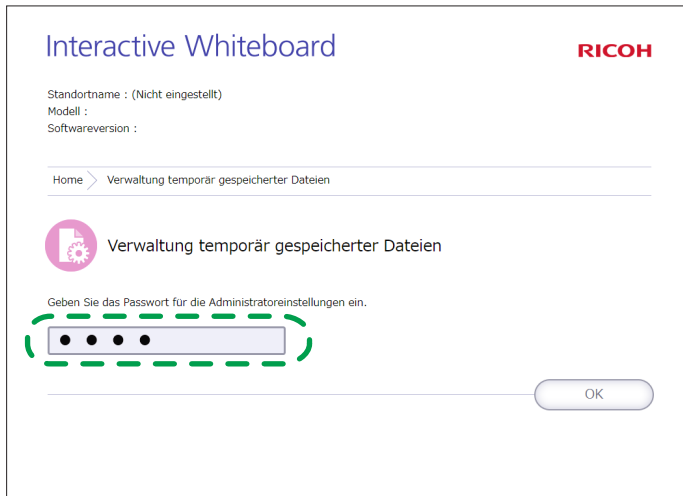 Interactive Whiteboard
RICOH
Standortname : (Nicht eingestellt)
Modell :
Softwareversion :
Home
Verwaltung temporär gespeicherter Dateien
Verwaltung temporär gespeicherter Dateien
Geben Sie das Passwort für die Administratoreinstellungen ein.
OK